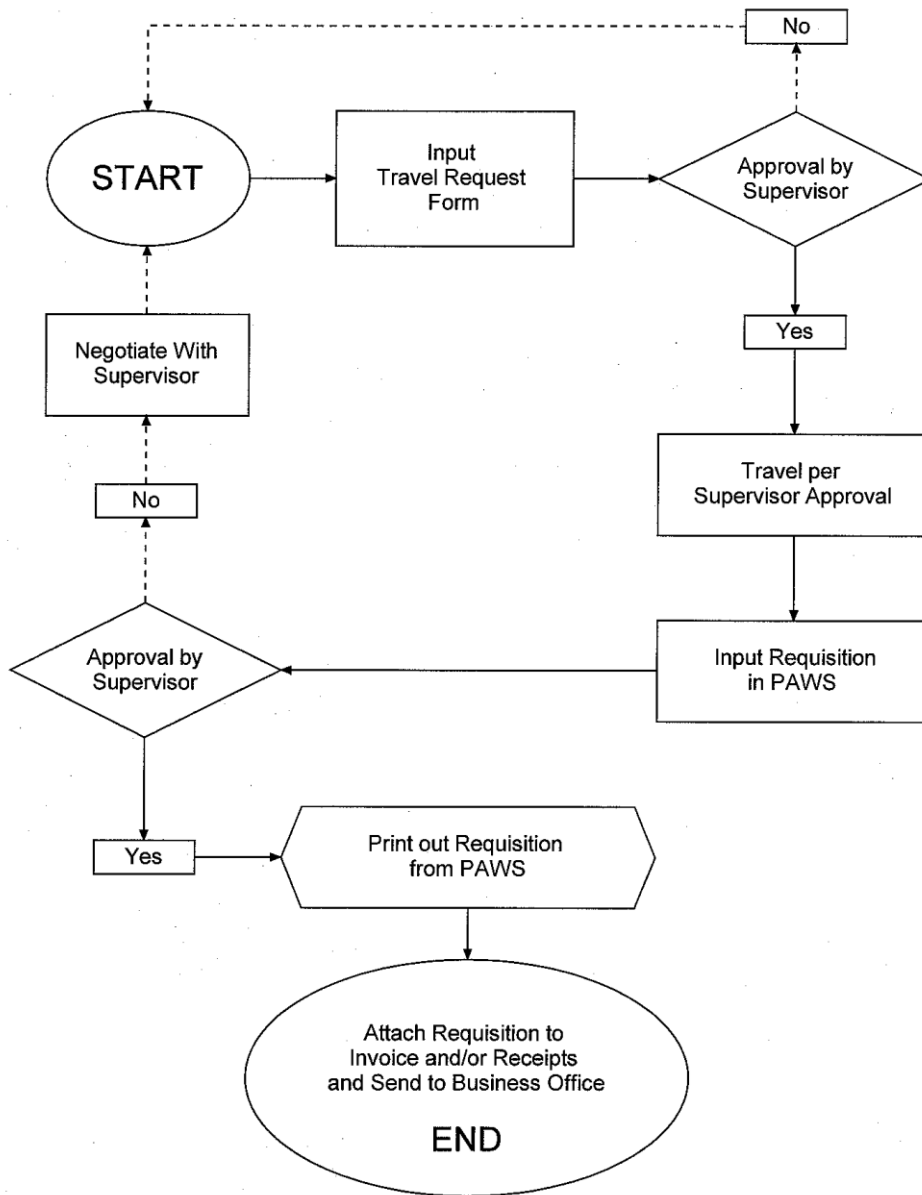 No
START
Input
Travel Request
Form
Approval by
Supervisor
Yes
Negotiate With
Supervisor
Travel per
Supervisor Approval
No
Approval by
Supervisor
Input Requisition
in PAWS
Yes
Print out Requisition
from PAWS
Attach Requisition to
Invoice and/or Receipts
and Send to Business Office
END